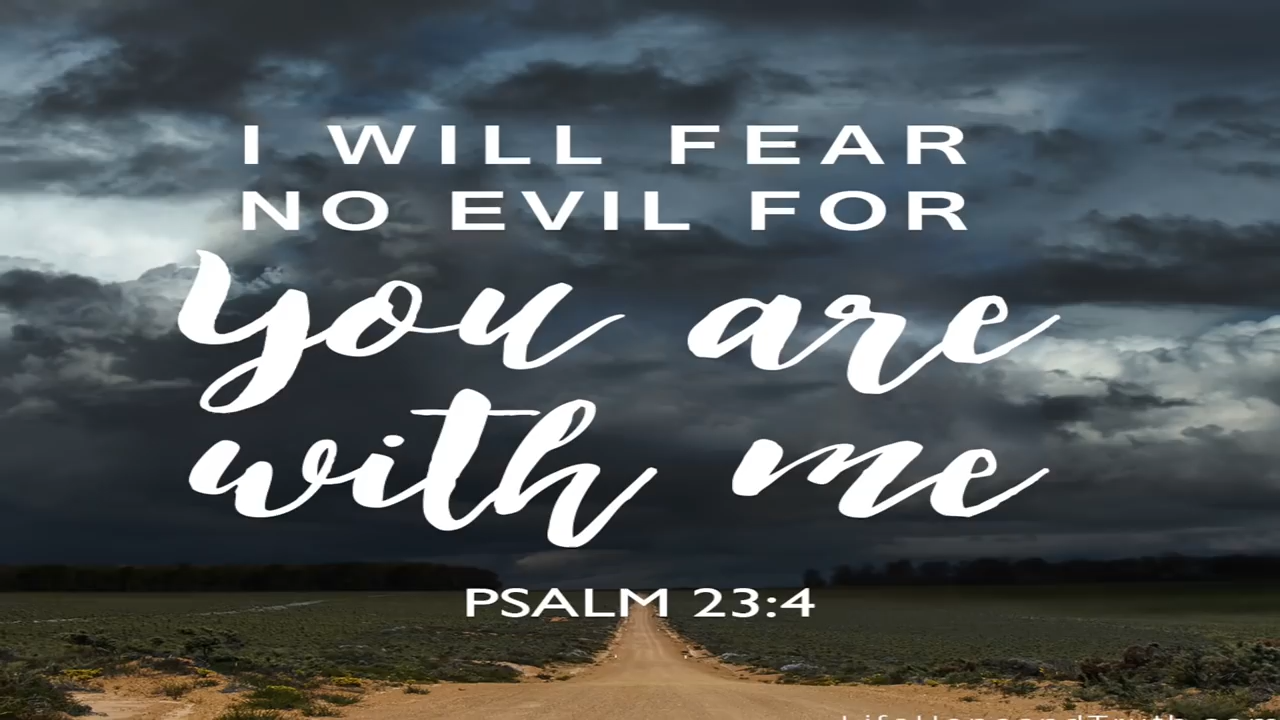 I WILL FEAR
NO EVIL FOR
you are
with me
PSALM 23:4